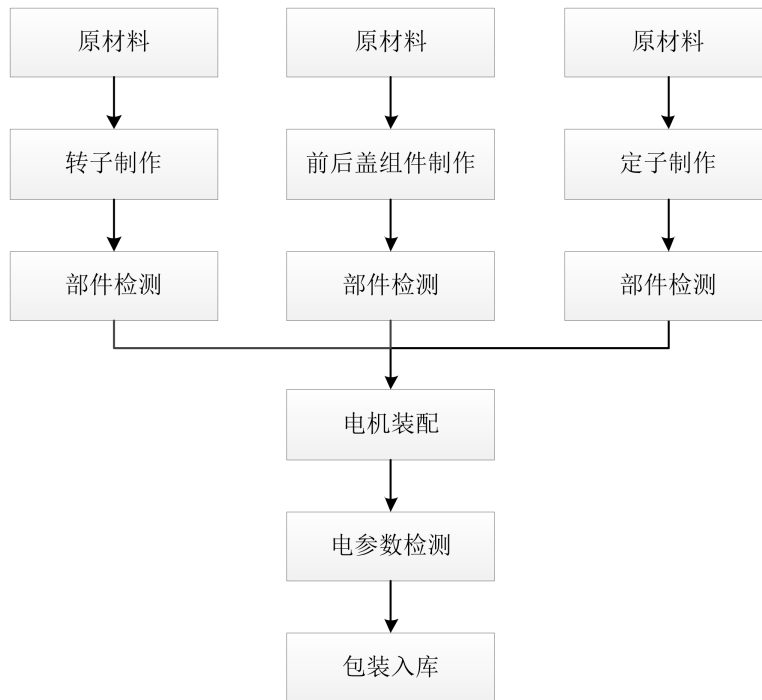 原材料
原材料
原材料
转子制作
前后盖组件制作
定子制作
部件检测
部件检测
部件检测
电机装配
电参数检测
包装入库